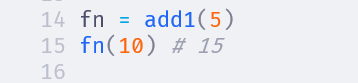 14 fn = add1(5)
15 fn(10) # 15
16